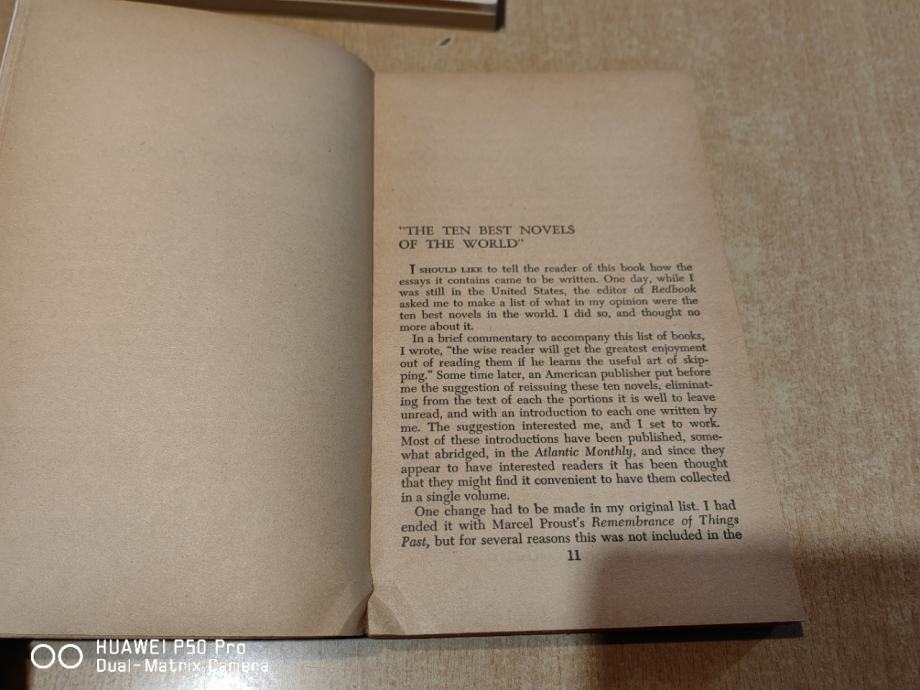 "THE TEN BEST NOVELS
OF THE WORLD"
I SHOULD LIKE to tell the reader of this book how the
essays it contains came to be written. One day, while I
was still in the United States, the editor of Redbook
asked me to make a list of what in my opinion were the
ten best novels in the world. I did so, and thought no
more about it.
In a brief commentary to accompany this list of books,
I wrote, "the wise reader will get the greatest enjoyment
out of reading them if he learns the useful art of skip-
ping." Some time later, an American publisher put before
me the suggestion of reissuing these ten novels, eliminat-
ing from the text of each the portions it is well to leave
unread, and with an introduction to each one written by
me. The suggestion interested me, and I set to work.
Most of these introductions have been published, some-
what abridged, in the Atlantic Monthly, and since they
appear to have interested readers it has been thought
that they might find it convenient to have them collected
in a single volume.
One change had to be made in my original list. I had
ended it with Marcel Proust's Remembrance of Things
Past, but for several reasons this was not included in the
11
HUAWEI P50 Pro
Dual-Matrix Camera